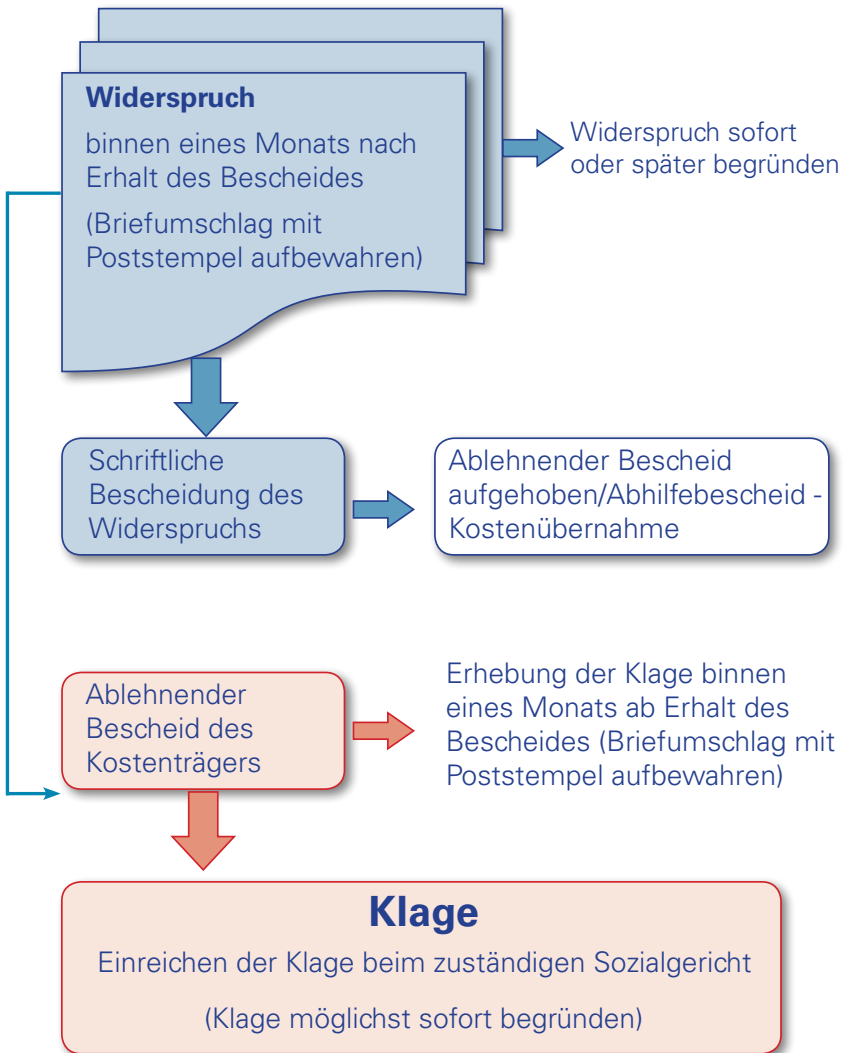 Widerspruch
binnen eines Monats nach
Erhalt des Bescheides
(Briefumschlag mit
Poststempel aufbewahren)
Widerspruch sofort
oder später begründen
Schriftliche
Bescheidung des
Widerspruchs
Ablehnender Bescheid
aufgehoben/Abhilfebescheid -
Kostenübernahme
Ablehnender
Bescheid des
Kostenträgers
Erhebung der Klage binnen
eines Monats ab Erhalt des
Bescheides (Briefumschlag mit
Poststempel aufbewahren)
Klage
Einreichen der Klage beim zuständigen Sozialgericht
(Klage möglichst sofort begründen)